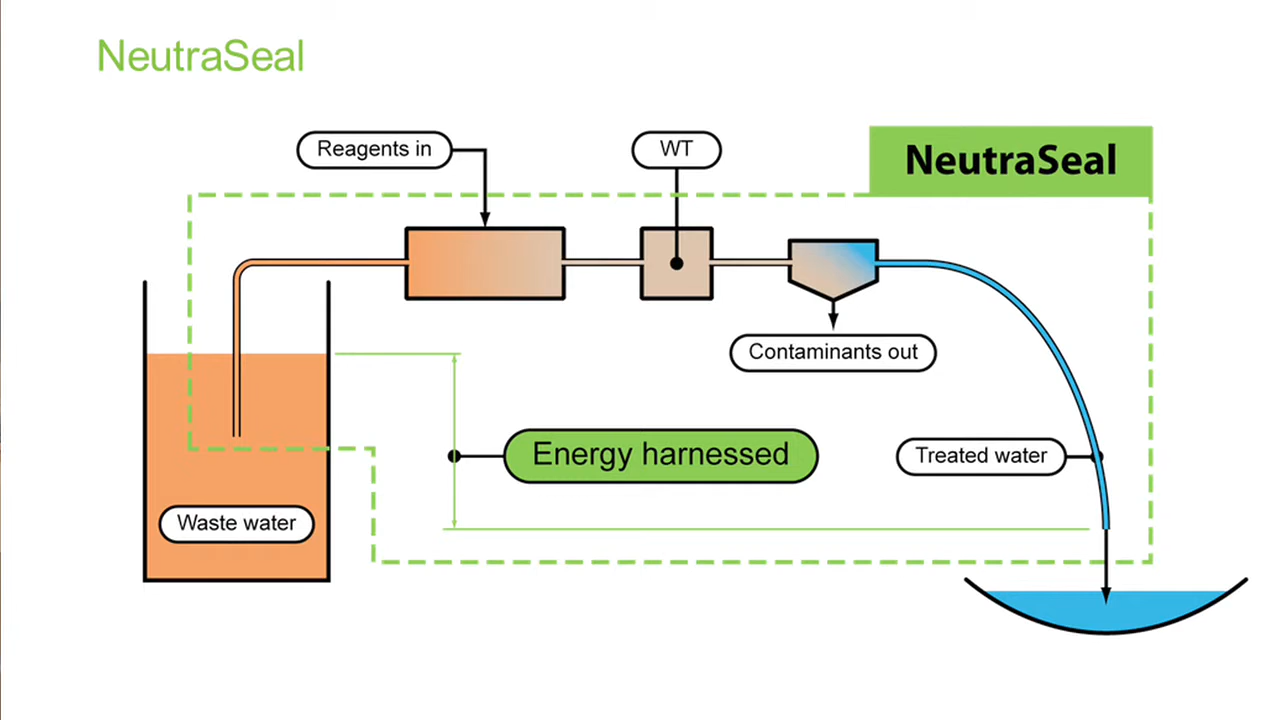 NeutraSeal
Reagents in
WT
NeutraSeal
Contaminants out
Energy harnessed
Treated water
Waste water